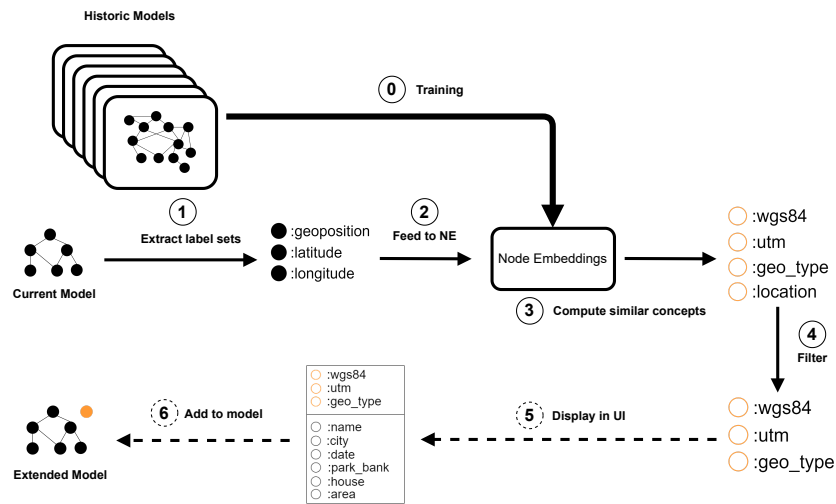 Historic Models
0 Training
1
Extract label sets
Current Model
:geoposition
:latitude
:longitude
2
Feed to NE
Node Embeddings
3 Compute similar concepts
:wgs84
:utm
:geo_type
:location
4
Filter
:wgs84
:utm
:geo_type
5 Display in UI
:wgs84
:utm
:geo_type
:name
:city
:date
:park_bank
:house
:area
6 Add to model
Extended Model